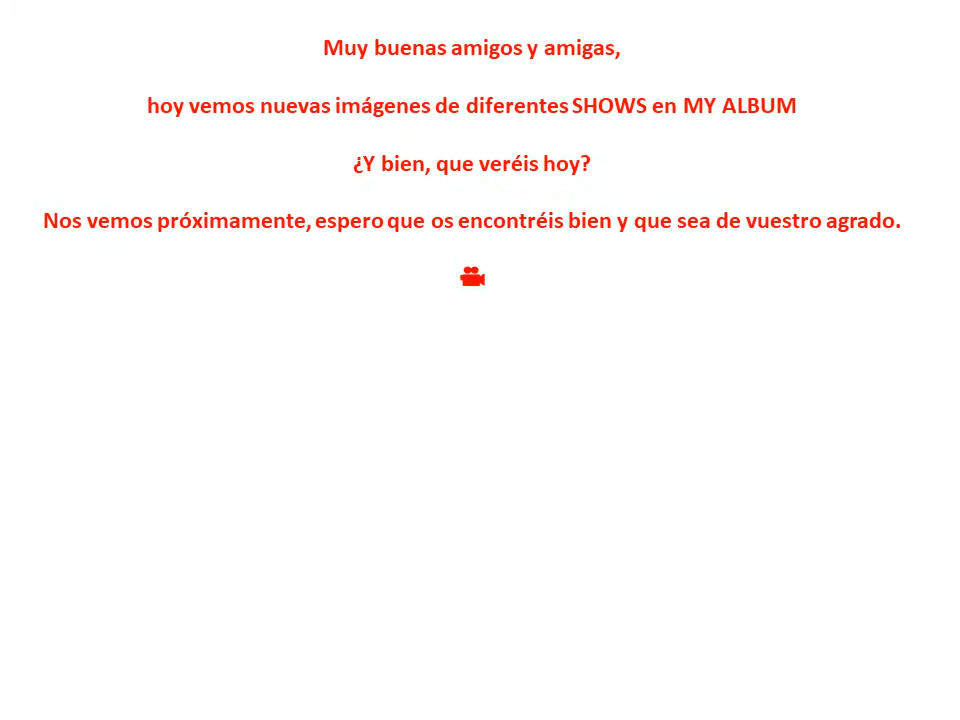 Muy buenas amigos y amigas,
hoy vemos nuevas imágenes de diferentes SHOWS en MY ALBUM
¿Y bien, que veréis hoy?
Nos vemos próximamente, espero que os encontréis bien y que sea de vuestro agrado.